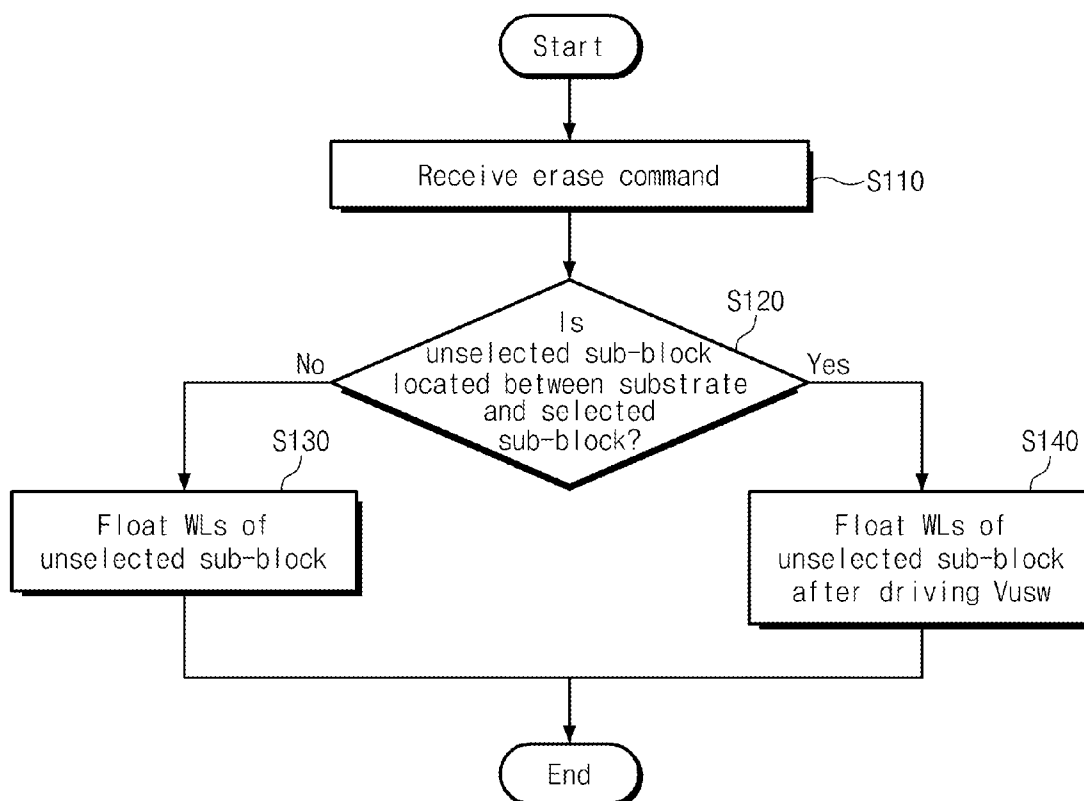 Start
Receive erase command
S110
Is
S120
unselected sub-block
No
Yes
located between substrate
and selected
sub-block?
S130
S140
Float WLs of
unselected sub-block
Float WLs of
unselected sub-block
after driving Vusw
End